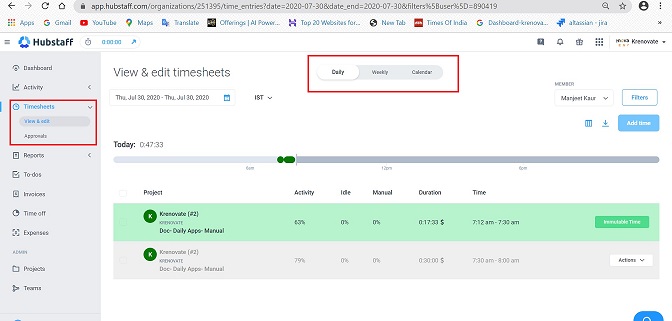 app.hubstaff.com/organizations/251395/time_entries?date=2020-07-30&date_end=2020-07-30&filters%5Buser%5D=890419
Apps Gmail YouTube Maps Translate Offerings | AI Power... Top 20 Websites for... New Tab Times Of India Dashboard-krenova... altassian - jalgor
Hubstaff 0:00:00 Krenovate
Dashboard
Activity
Timesheets
View & edit
Approvals
Reports
To-dos
Invoices
Time off
Expenses
ADMIN
Projects
Teams
View & edit timesheets
Daily Weekly Calendar
Thu, Jul 30, 2020 - Thu, Jul 30, 2020 IST
MEMBER:
Manjeet Kaur Filters
Add time
Today: 0:47:33
6am 12pm 6pm
Project Activity Idle Manual Duration Time
K Krenovate (#2)
KRENOVATE
Doc- Daily Apps- Manual
63% 0% 0% 0:17:33 $ 7:12 am - 7:30 am Immutable Time
K Krenovate (#2)
KRENOVATE
Doc- Daily Apps- Manual
79% 0% 0% 0:30:00 $ 7:30 am - 8:00 am Actions